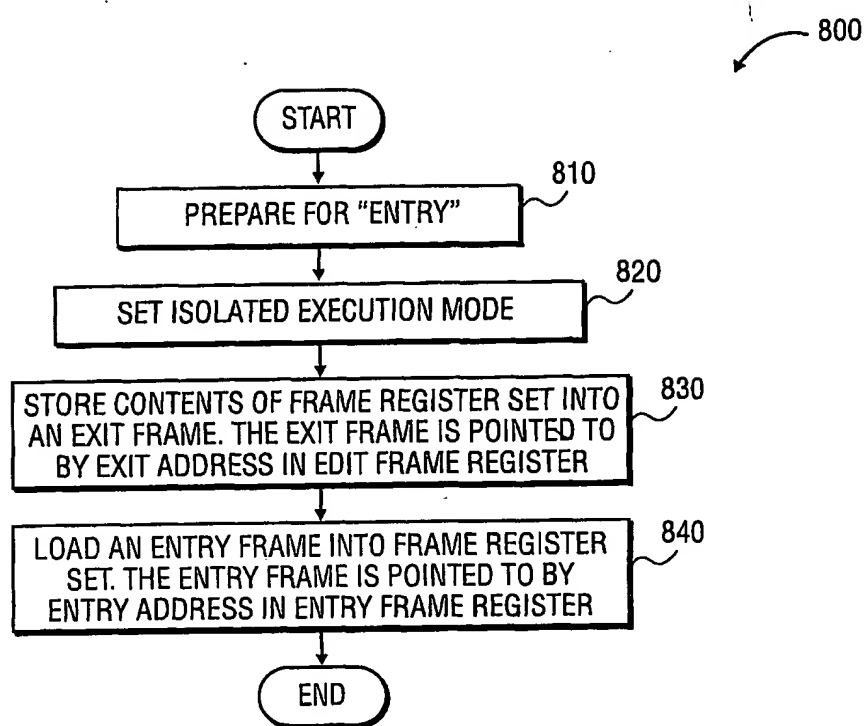 800
START
810
PREPARE FOR “ENTRY”
820
SET ISOLATED EXECUTION MODE
830
STORE CONTENTS OF FRAME REGISTER SET INTO
AN EXIT FRAME. THE EXIT FRAME IS POINTED TO
BY EXIT ADDRESS IN EDIT FRAME REGISTER
840
LOAD AN ENTRY FRAME INTO FRAME REGISTER
SET. THE ENTRY FRAME IS POINTED TO BY
ENTRY ADDRESS IN ENTRY FRAME REGISTER
END